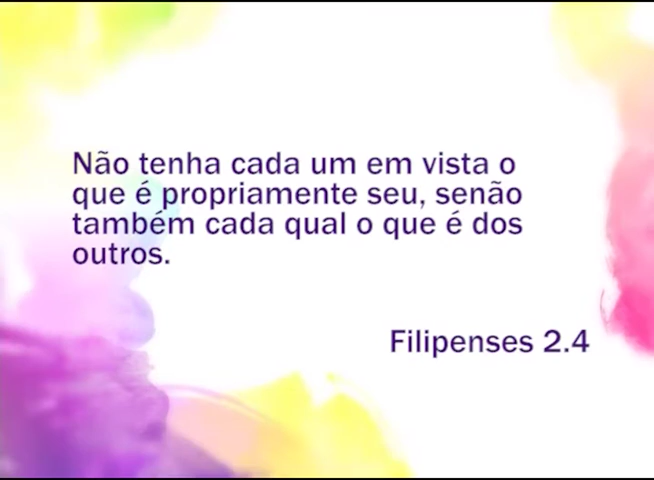 Não tenha cada um em vista o
que é propriamente seu, senão
também cada qual o que é dos
outros.
Filipenses 2.4